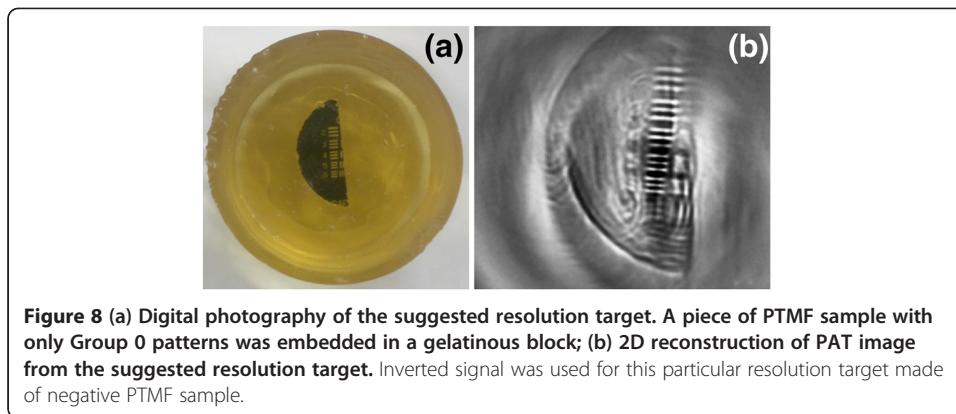 (a)
(b)
Figure 8 (a) Digital photography of the suggested resolution target. A piece of PTMF sample with
only Group 0 patterns was embedded in a gelatinous block; (b) 2D reconstruction of PAT image
from the suggested resolution target. Inverted signal was used for this particular resolution target made
of negative PTMF sample.